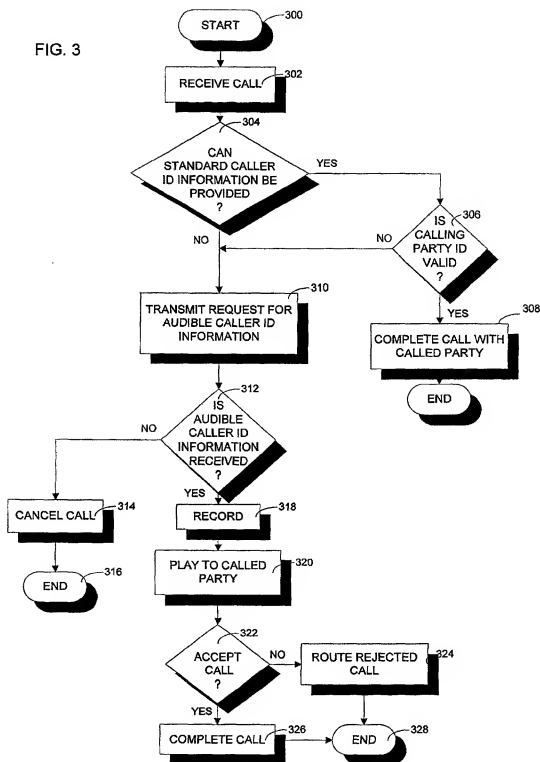 FIG. 3
START
300
RECEIVE CALL
302
304
CAN
STANDARD CALLER
ID INFORMATION BE
PROVIDED
?
YES
NO
306
IS
CALLING
PARTY ID
VALID
?
NO
YES
308
COMPLETE CALL WITH
CALLED PARTY
END
310
TRANSMIT REQUEST FOR
AUDIBLE CALLER ID
INFORMATION
312
IS
AUDIBLE
CALLER ID
INFORMATION
RECEIVED
?
NO
YES
CANCEL CALL
314
END
316
RECORD
318
PLAY TO CALLED
PARTY
320
322
ACCEPT
CALL
?
NO
YES
ROUTE REJECTED
CALL
324
COMPLETE CALL
326
END
328